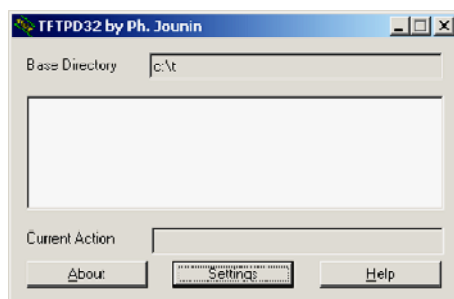 TFTPD32 by Ph. Jounin
Base Directory c:\t
Current Action
About Settings Help